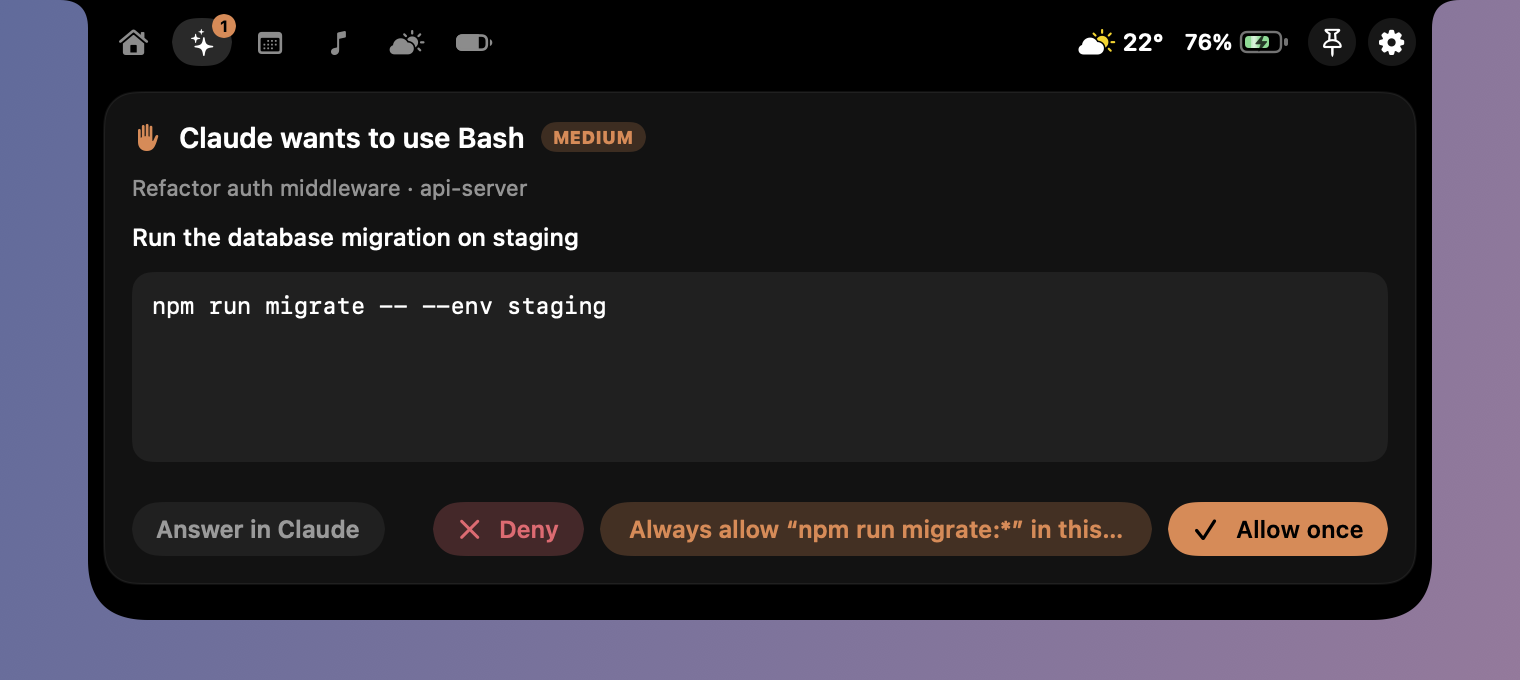 1
22° 76%
Claude wants to use Bash MEDIUM
Refactor auth middleware · api-server
Run the database migration on staging
npm run migrate -- --env staging
Answer in Claude Deny Always allow “npm run migrate:*” in this... Allow once